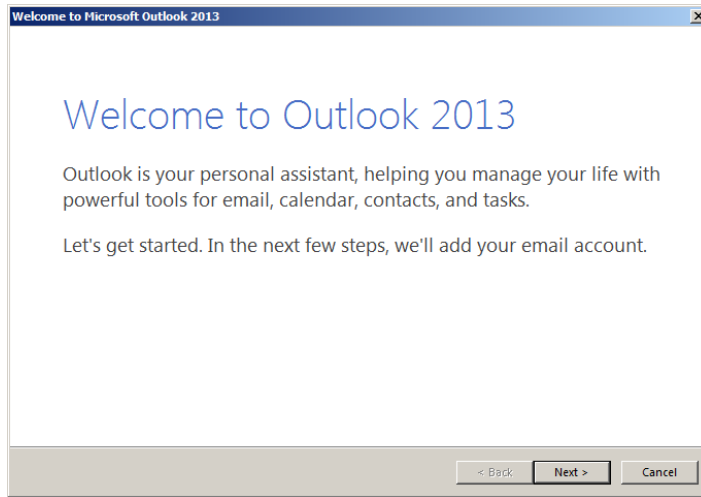 Welcome to Microsoft Outlook 2013
Welcome to Outlook 2013
Outlook is your personal assistant, helping you manage your life with
powerful tools for email, calendar, contacts, and tasks.
Let's get started. In the next few steps, we'll add your email account.
< Back Next > Cancel